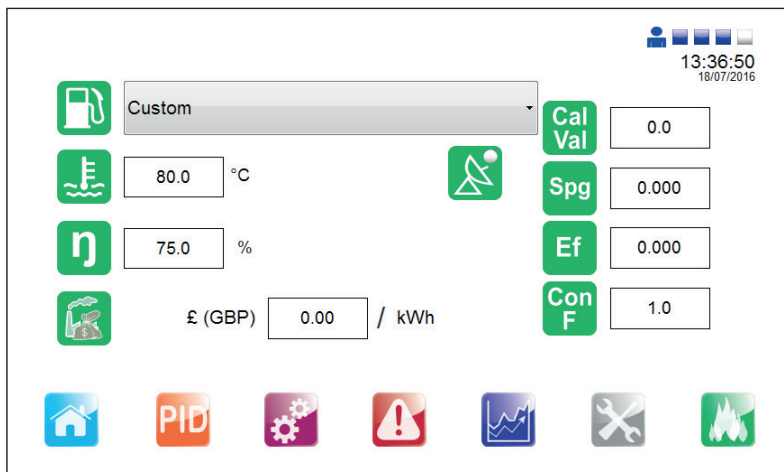 13:36:50
18/07/2016
Custom
Cal
Val
0.0
80.0 °C
Spg 0.000
ŋ 75.0 %
Ef 0.000
$
£ (GBP) 0.00 / kWh
Con
F
1.0
PID